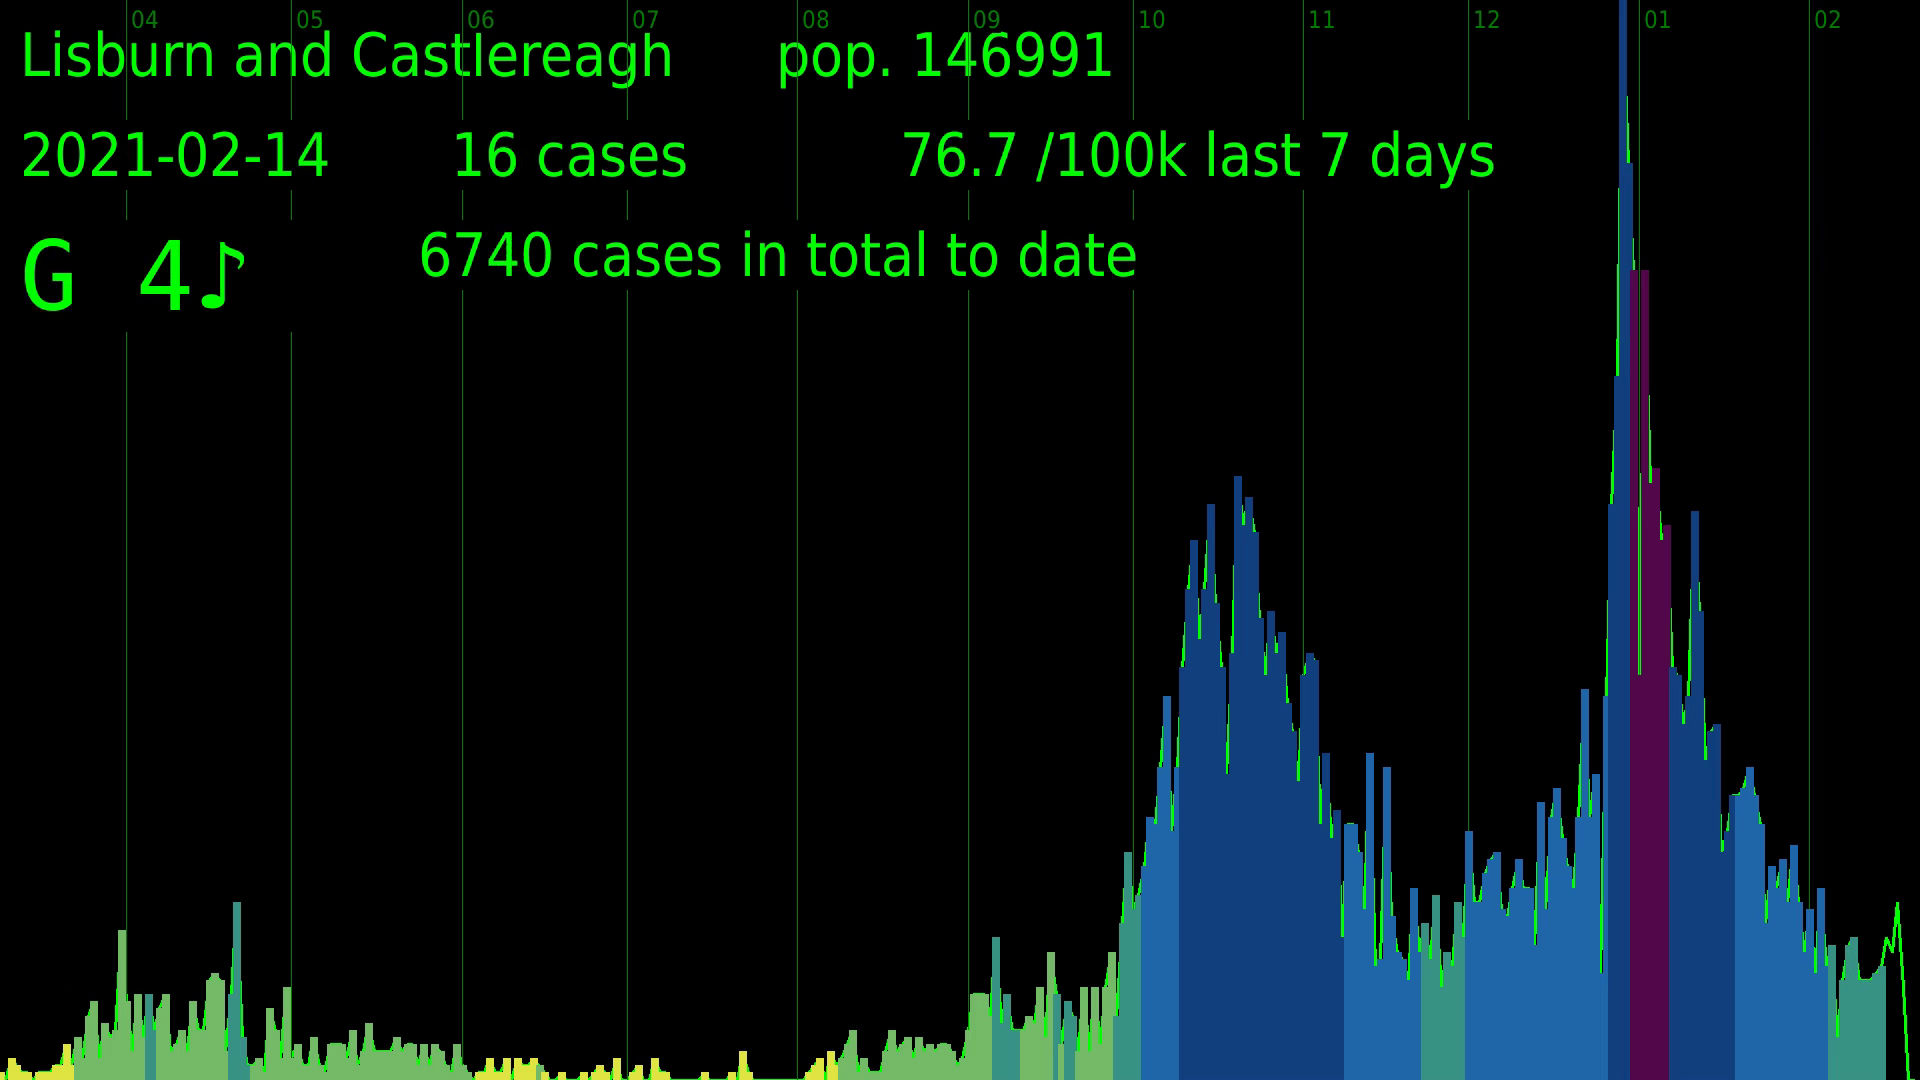 04 05 06 07 08 09 10 11 12 01 02
Lisburn and Castlereagh pop. 146991
2021-02-14 16 cases 76.7 /100k last 7 days
G 4♪ 6740 cases in total to date